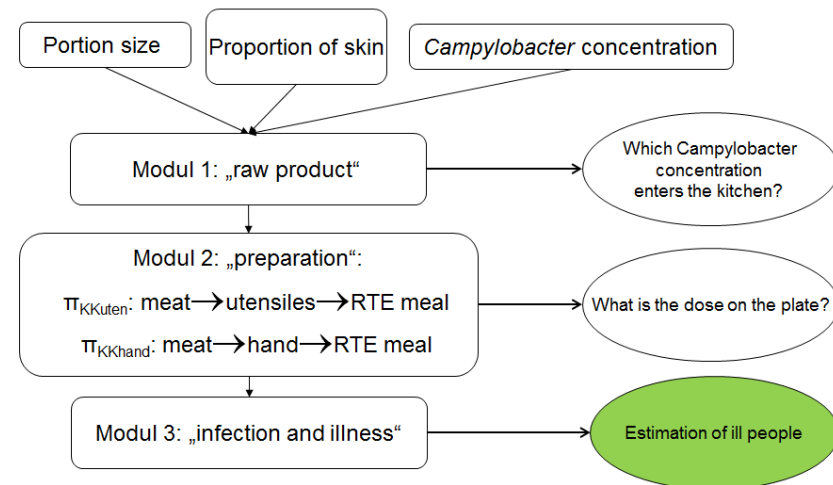 Portion size
Proportion of skin
Campylobacter concentration
Modul 1: „raw product“
Which Campylobacter
concentration
enters the kitchen?
Modul 2: „preparation“:
πKKuten: meat→utensiles→RTE meal
πKKhand: meat→hand→RTE meal
What is the dose on the plate?
Modul 3: „infection and illness“
Estimation of ill people